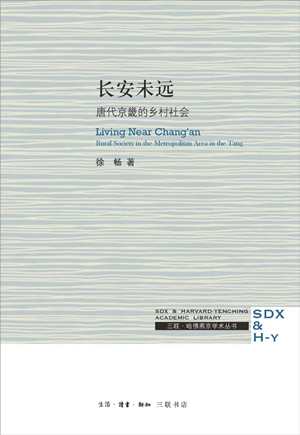 长安未远
唐代京畿的乡村社会
Living Near Chang'an
Rural Society in the Metropolitan Area in the Tang
徐 畅 著
SDX & HARVARD-YENCHING
ACADEMIC LIBRARY
三联·哈佛燕京学术丛书
SDX
&
H-Y
生活·讀書·新知 三联书店